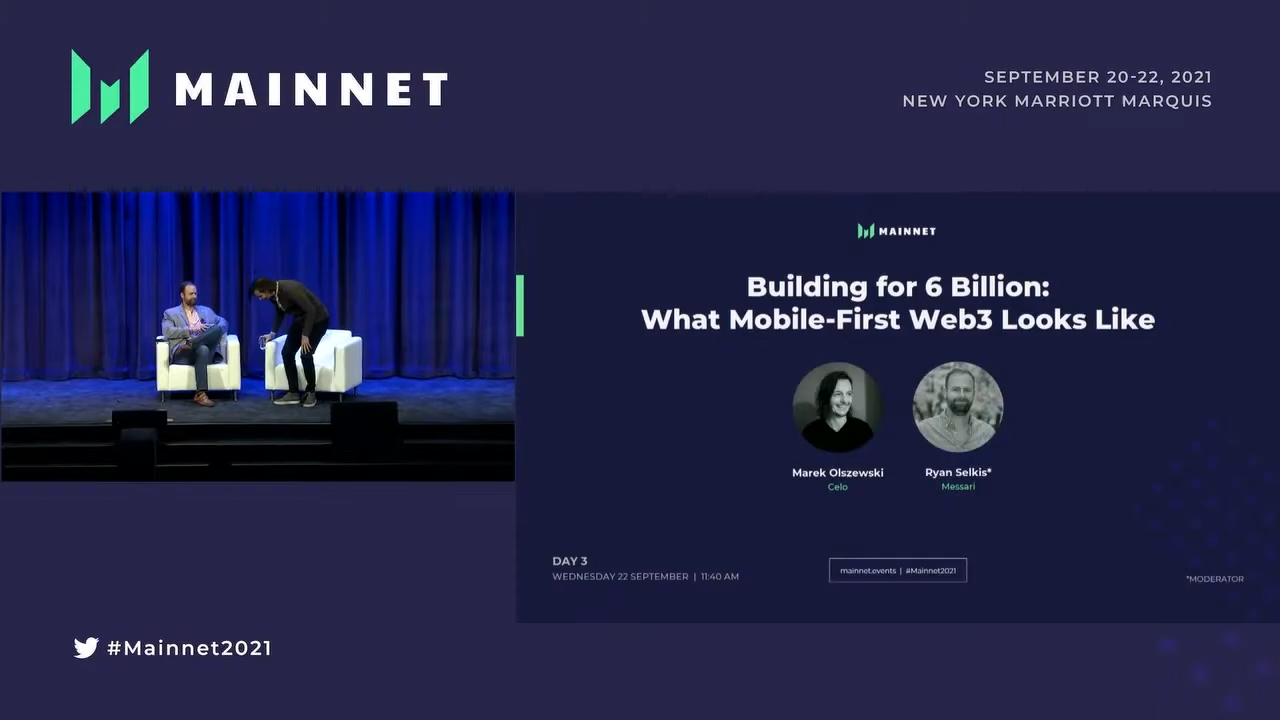 MAINNET
SEPTEMBER 20-22, 2021
NEW YORK MARRIOTT MARQUIS
MAINNET
Building for 6 Billion:
What Mobile-First Web3 Looks Like
Marek Olszewski
Celo
Ryan Selkis*
Messari
DAY 3
WEDNESDAY 22 SEPTEMBER | 11:40 AM
mainnet.events | #Mainnet2021
*MODERATOR
#Mainnet2021